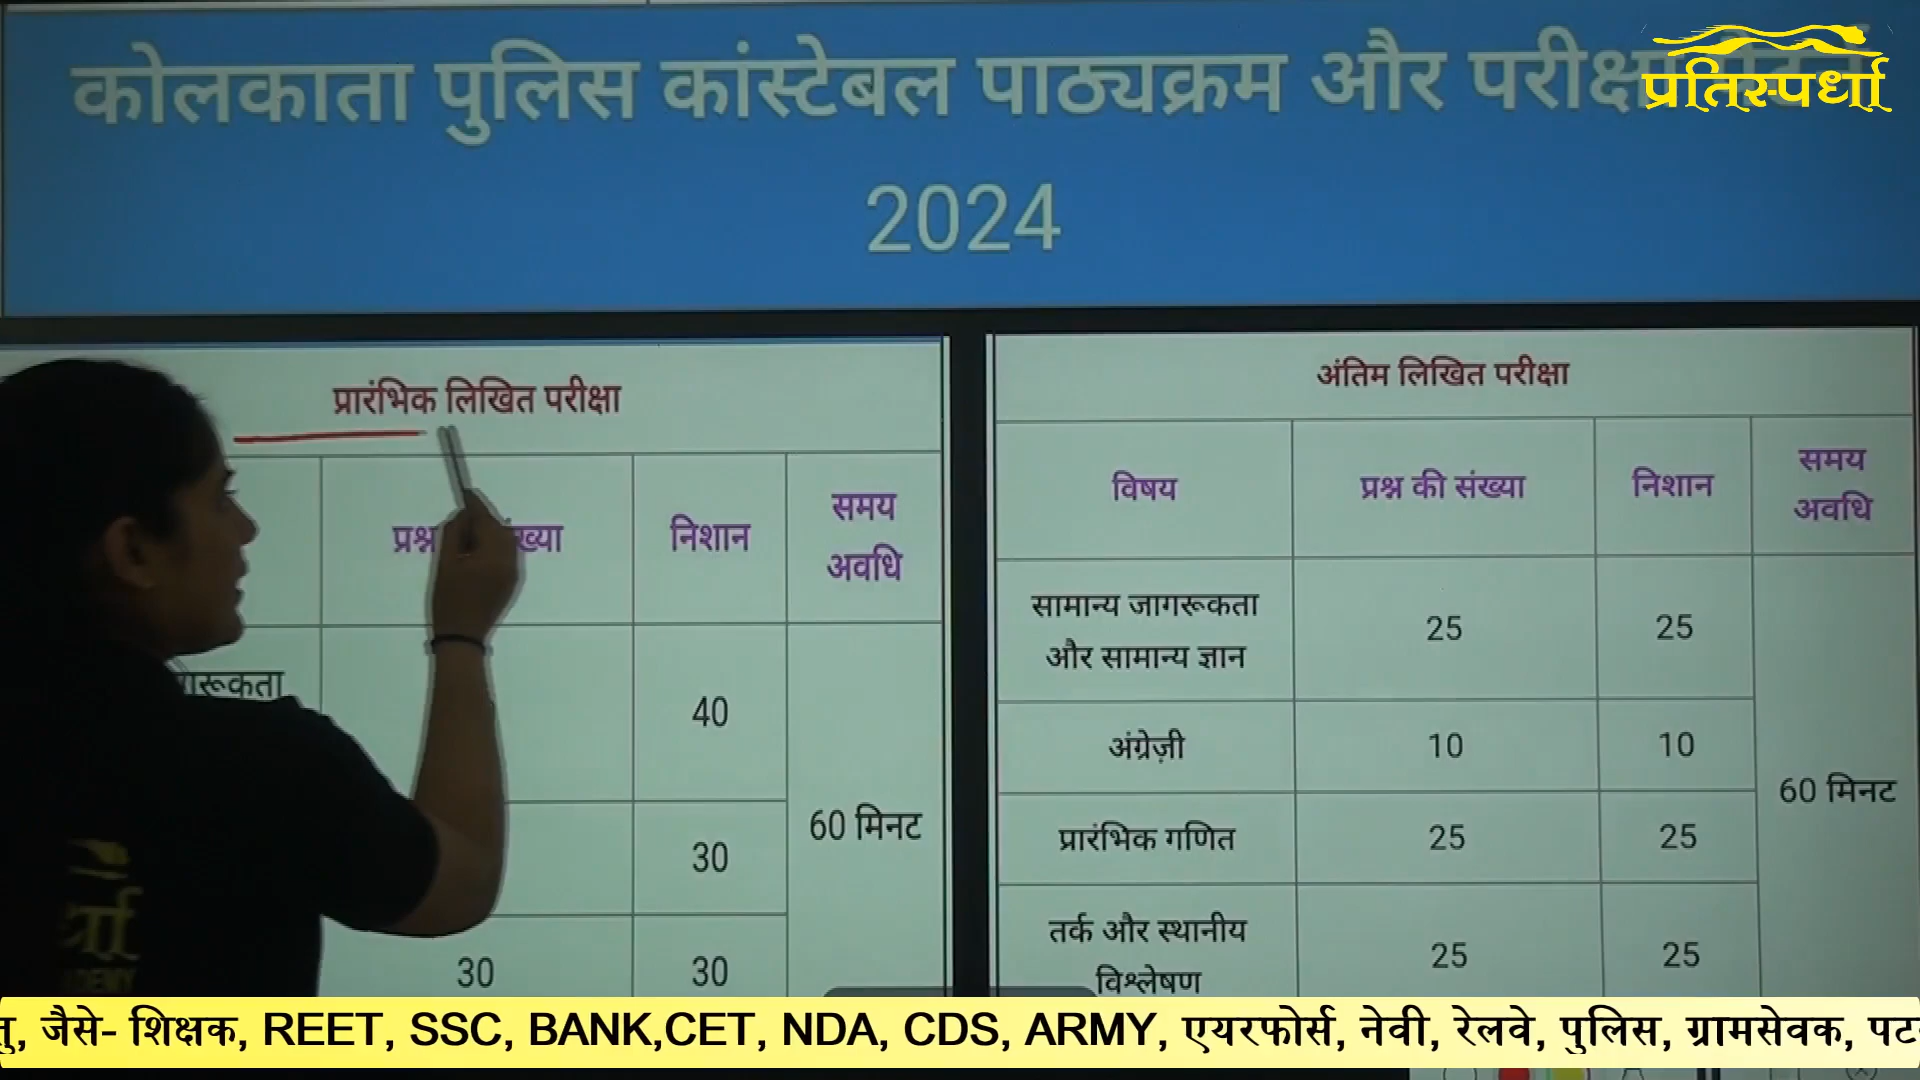 कोलकाता पुलिस कांस्टेबल पाठ्यक्रम और
प्रतिस्पर्धा
2024
प्रारंभिक लिखित परीक्षा
प्रश्न
निशान
समय
अवधि
40
30
60 मिनट
30
30
अंतिम लिखित परीक्षा
विषय
प्रश्न की संख्या
निशान
समय
अवधि
सामान्य जागरूकता
और सामान्य ज्ञान
25
25
अंग्रेज़ी
10
10
60 मिनट
प्रारंभिक गणित
25
25
तर्क और स्थानीय
विश्लेषण
25
25
जैसे- शिक्षक, REET, SSC, BANK,CET, NDA, CDS, ARMY, एयरफोर्स, नेवी, रेलवे, पुलिस, ग्रामसेवक,